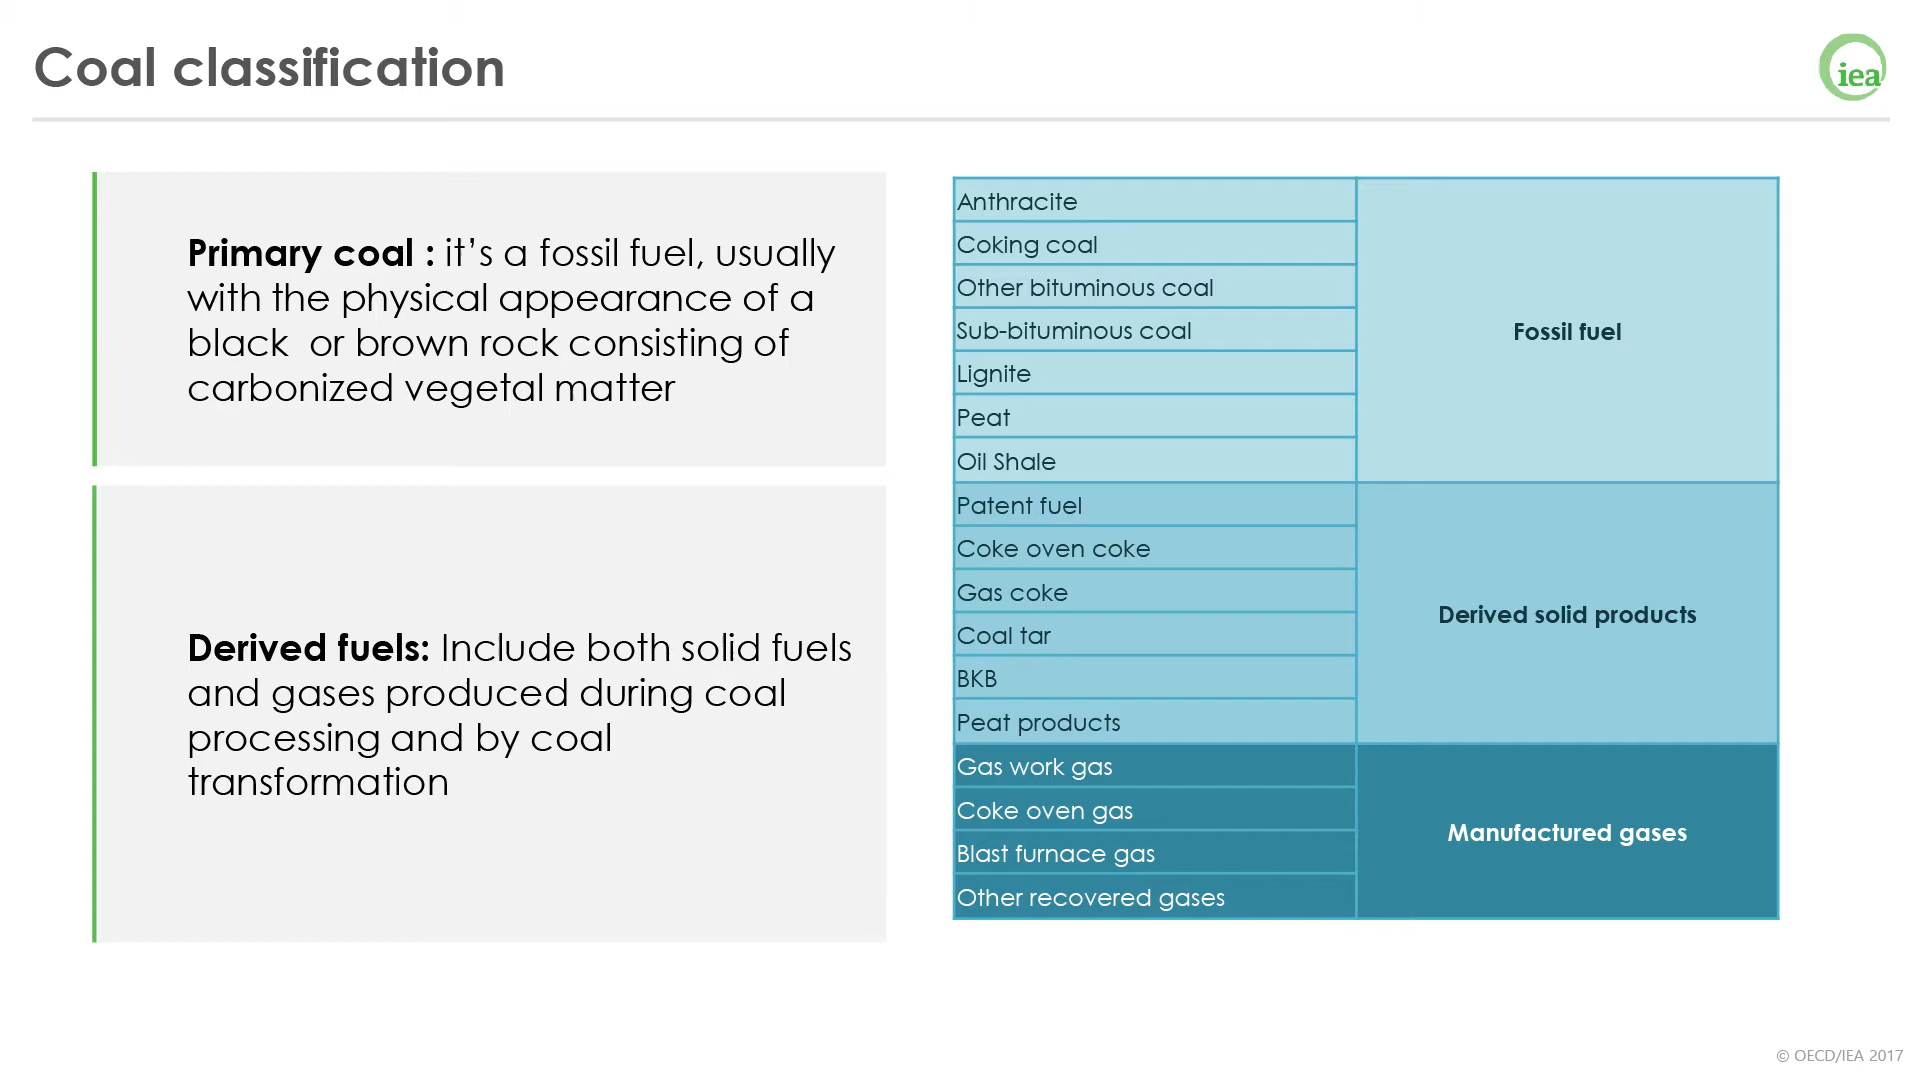 Coal classification
iea
Primary coal : it’s a fossil fuel, usually
with the physical appearance of a
black  or brown rock consisting of
carbonized vegetal matter
Derived fuels: Include both solid fuels
and gases produced during coal
processing and by coal
transformation
Anthracite
Coking coal
Other bituminous coal
Sub-bituminous coal
Lignite
Peat
Oil Shale
Fossil fuel
Patent fuel
Coke oven coke
Gas coke
Coal tar
BKB
Peat products
Derived solid products
Gas work gas
Coke oven gas
Blast furnace gas
Other recovered gases
Manufactured gases
© OECD/IEA 2017